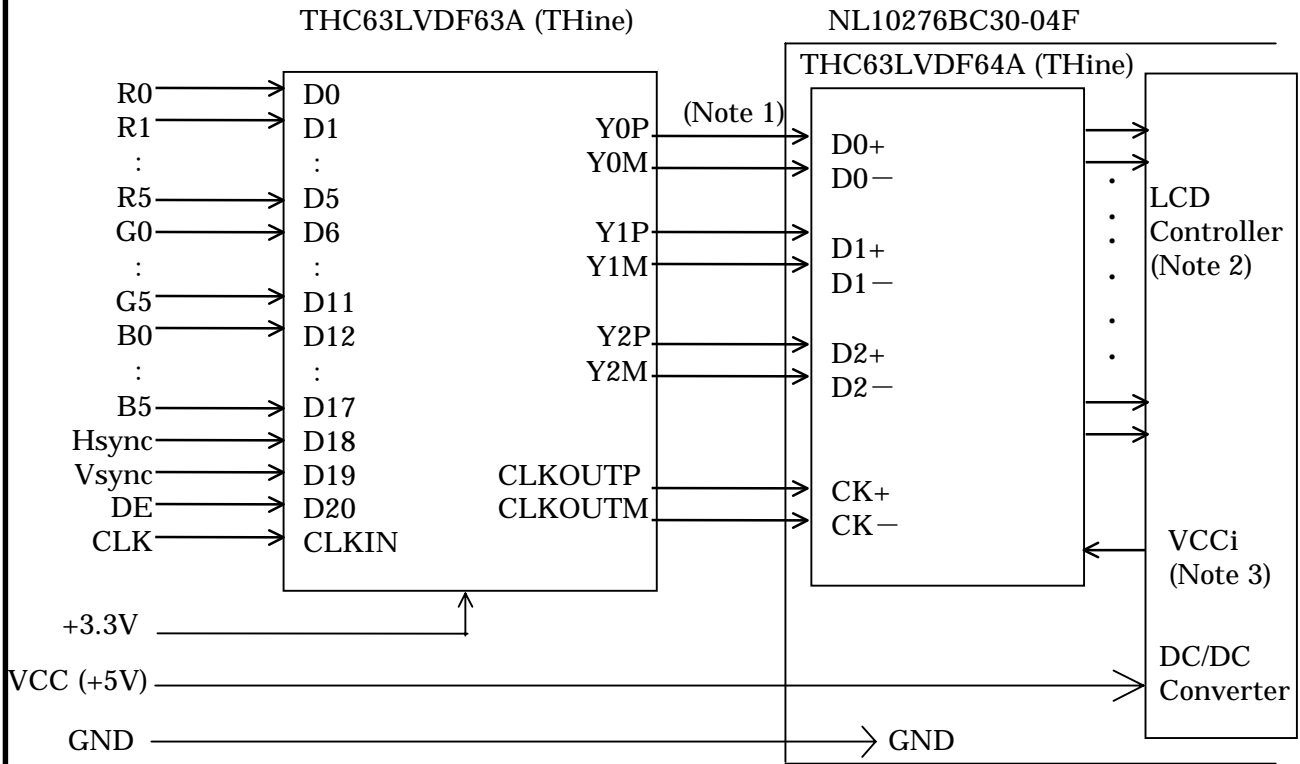 THC63LVDF63A (THine)
NL10276BC30-04F
THC63LVDF64A (THine)
R0
R1
:
R5
G0
:
G5
B0
:
B5
Hsync
Vsync
DE
CLK
D0
D1
:
D5
D6
:
D11
D12
:
D17
D18
D19
D20
CLKIN
Y0P
Y0M
Y1P
Y1M
Y2P
Y2M
CLKOUTP
CLKOUTM
(Note 1)
D0+
D0−
D1+
D1−
D2+
D2−
CK+
CK−
LCD
Controller
(Note 2)
VCCi
(Note 3)
DC/DC
Converter
+3.3V
VCC (+5V)
GND
GND